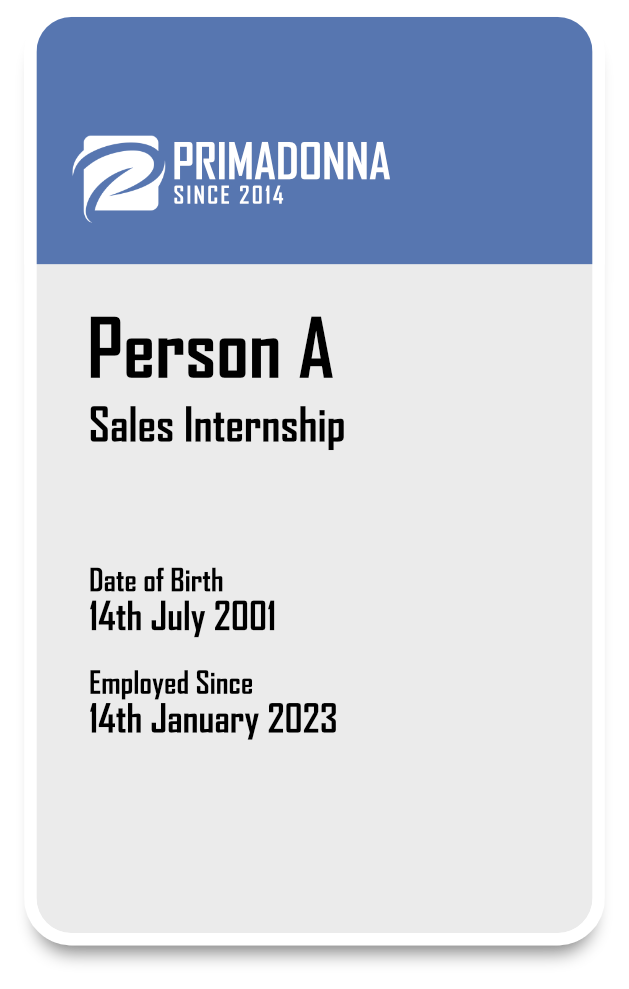 PRIMADONNA
SINCE 2014
Person A
Sales Internship
Date of Birth
14th July 2001
Employed Since
14th January 2023